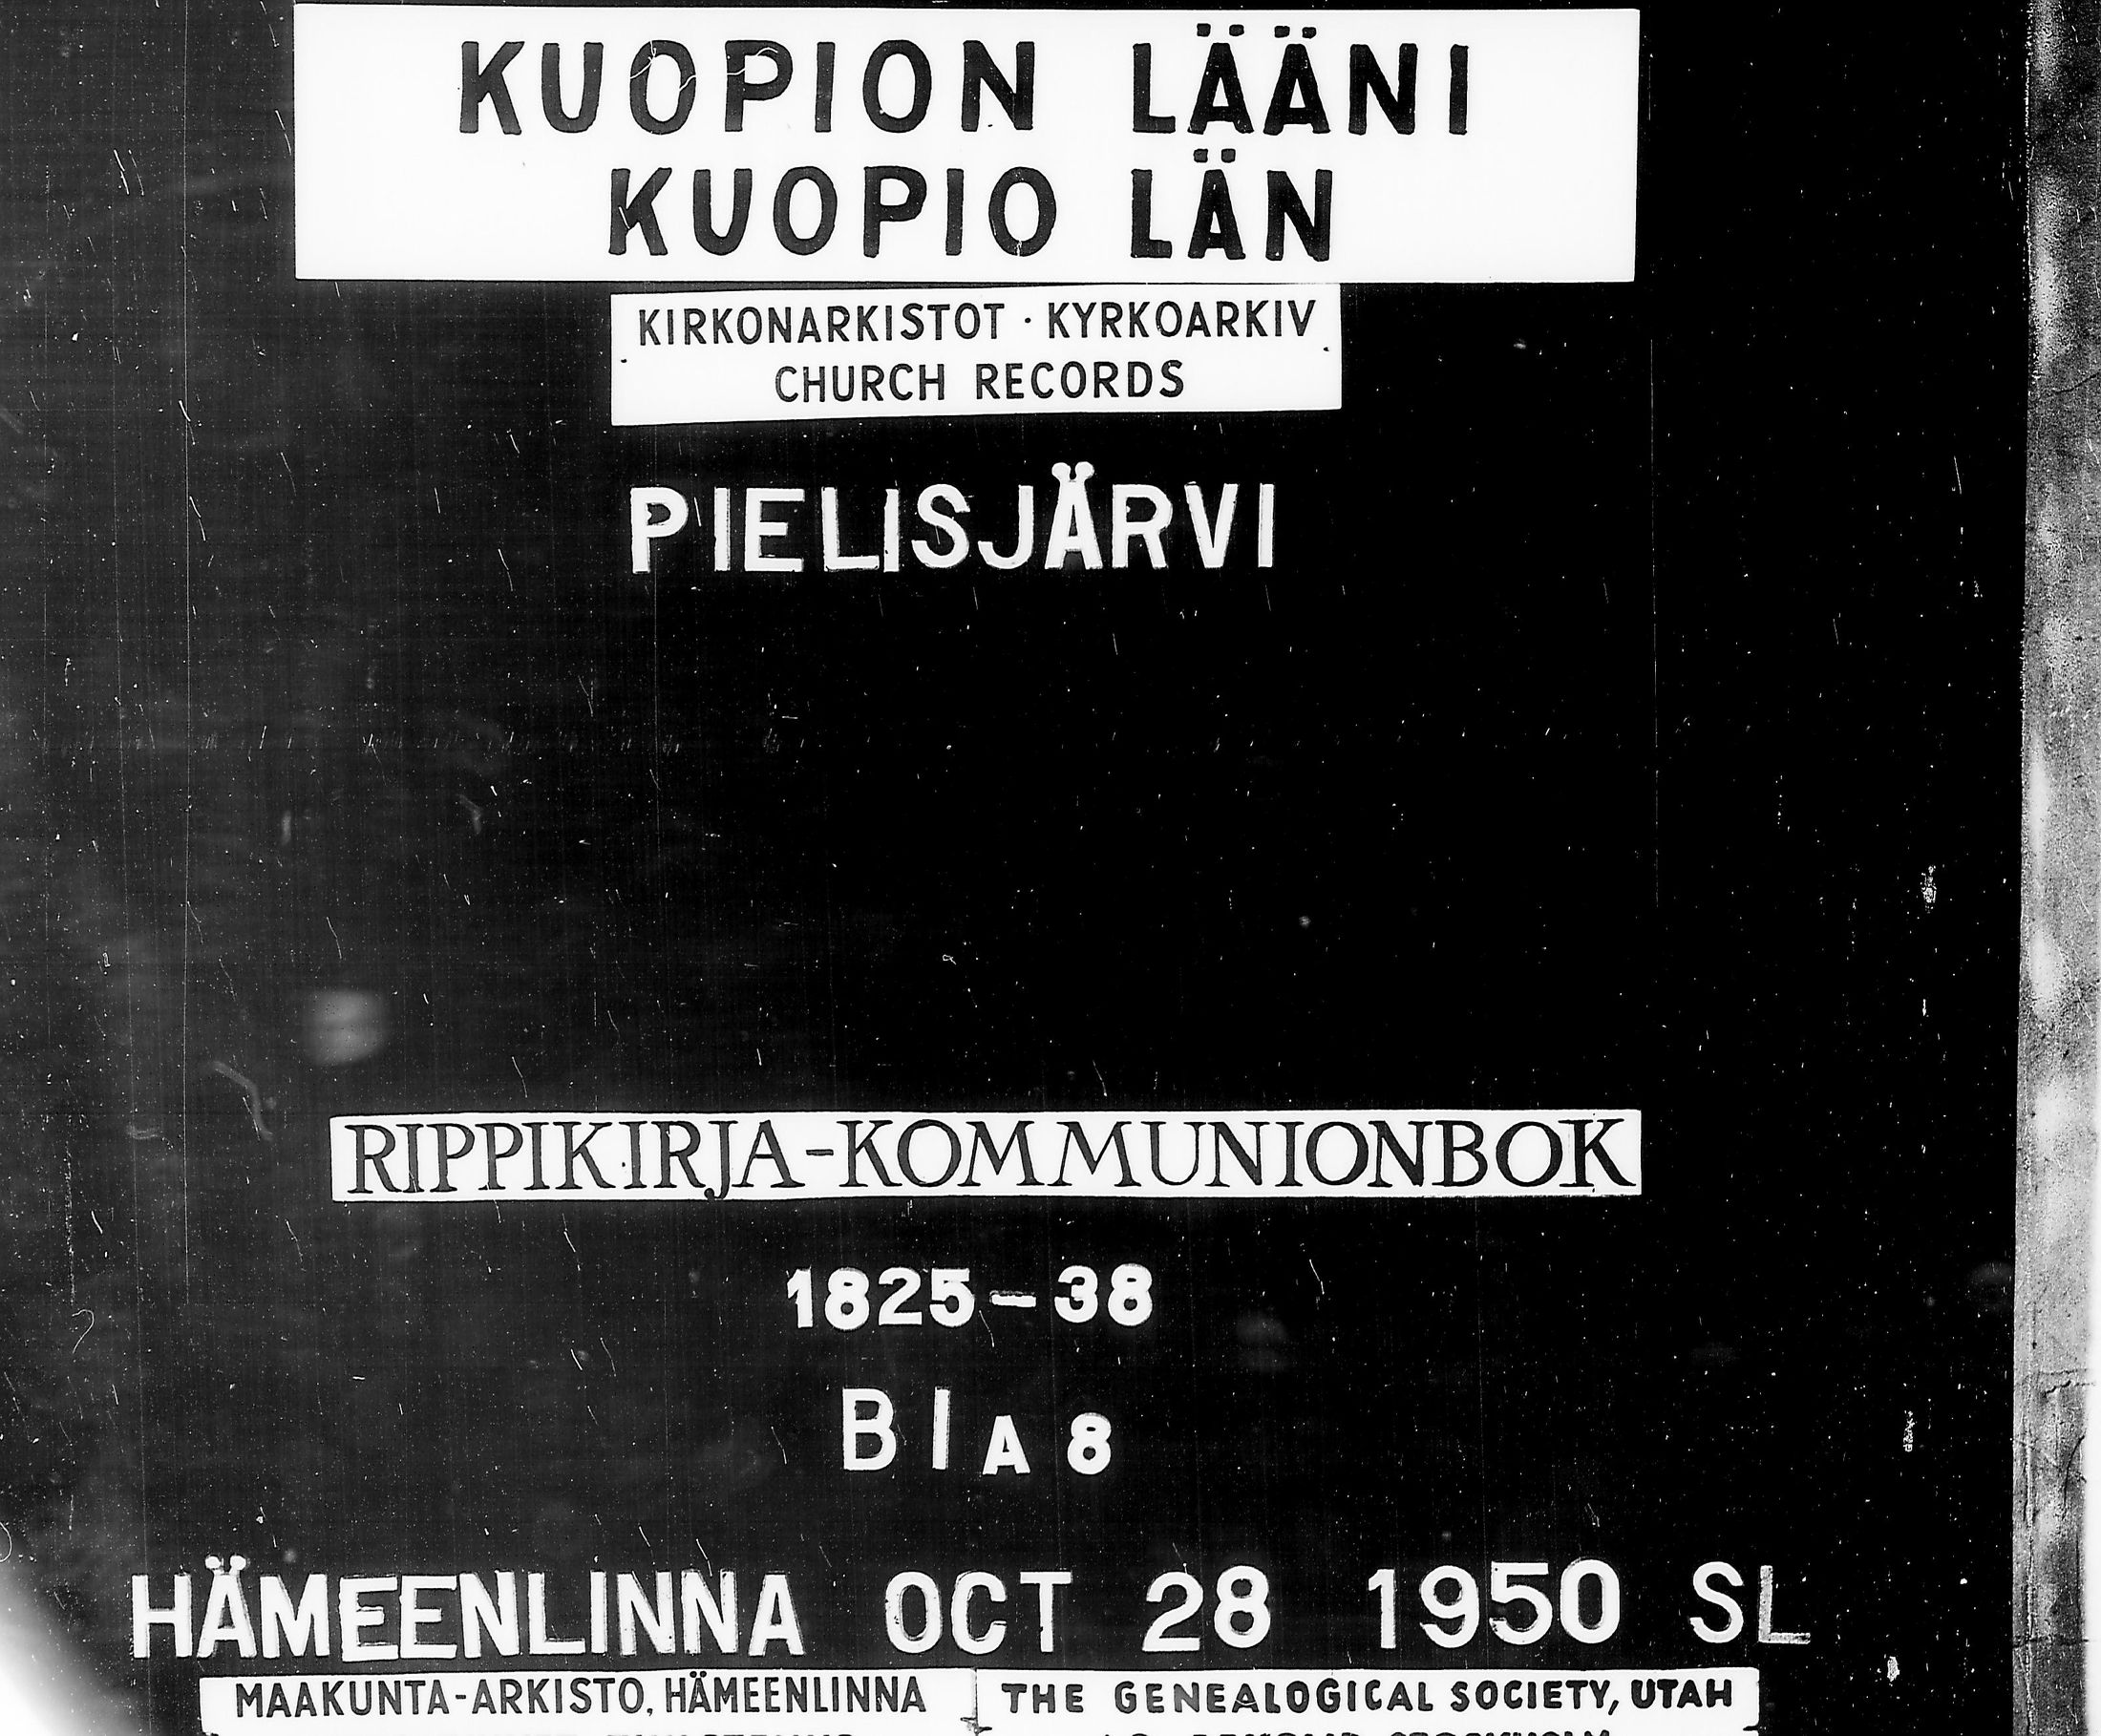 KUOPION LÄÄNI
KUOPIO LÄN
KIRKONARKISTOT · KYRKOARKIV
CHURCH RECORDS
PIELISJÄRVI
RIPPIKIRJA-KOMMUNIONBOK
1825-38
B I A 8
HÄMEENLINNA OCT 28 1950 SL
MAAKUNTA-ARKISTO, HÄMEENLINNA
THE GENEALOGICAL SOCIETY, UTAH